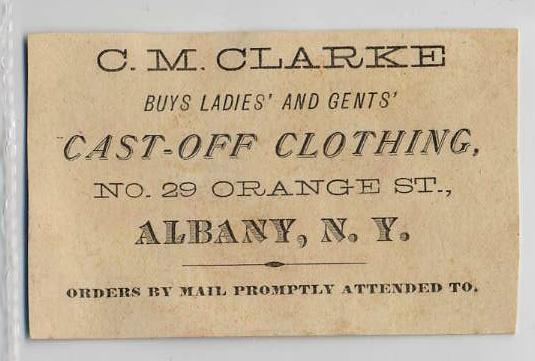 C. M. CLARKE
BUYS LADIES' AND GENTS'
CAST-OFF CLOTHING,
NO. 29 ORANGE ST.,
ALBANY, N. Y.
ORDERS BY MAIL PROMPTLY ATTENDED TO.